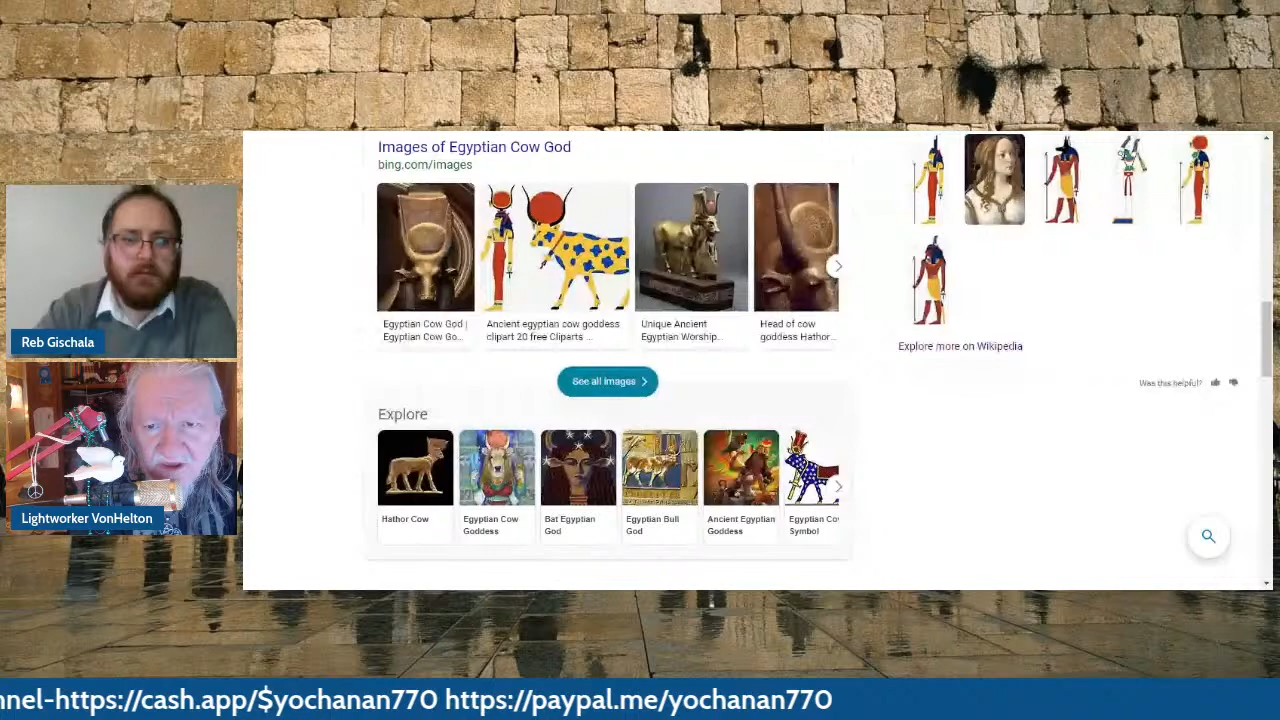 Images of Egyptian Cow God
bing.com/images
Egyptian Cow God |
Egyptian Cow Go...
Ancient egyptian cow goddess
clipart 20 free Cliparts ...
Unique Ancient
Egyptian Worship...
Head of cow
goddess Hathor...
See all images
Explore
Hathor Cow
Egyptian Cow
Goddess
Bat Egyptian
God
Egyptian Bull
God
Ancient Egyptian
Goddess
Egyptian Co
Symbol
Explore more on Wikipedia
Was this helpful?
Reb Gischala
Lightworker VonHelton
nnel-https://cash.app/$yochanan770 https://paypal.me/yochanan770